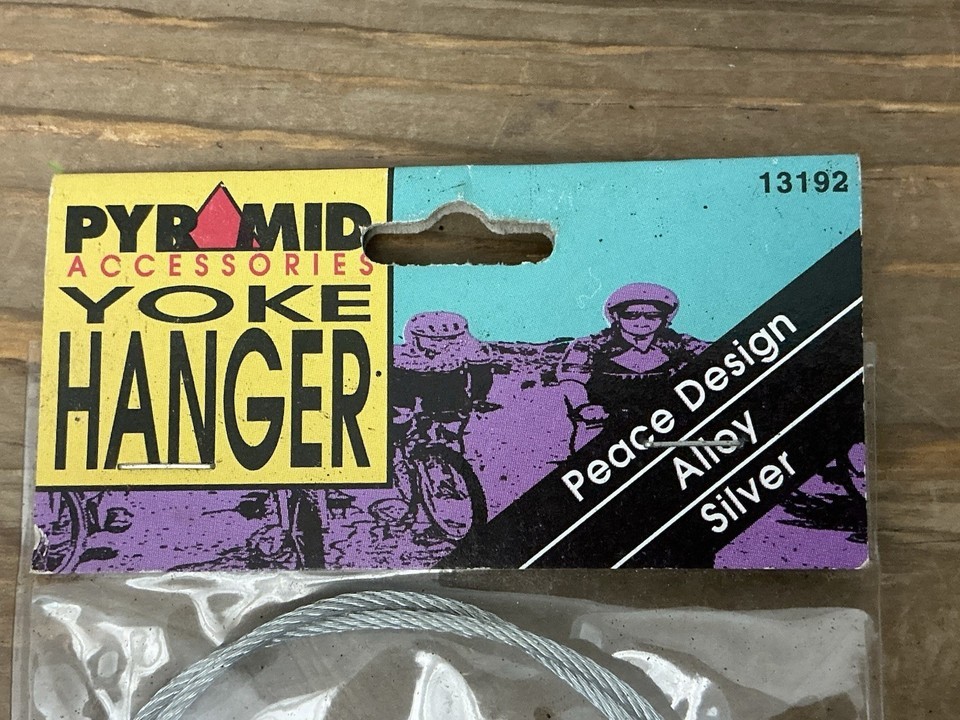 PYRAMID
ACCESSORIES
YOKE
HANGER
13192
Peace Design
Alloy
Silver